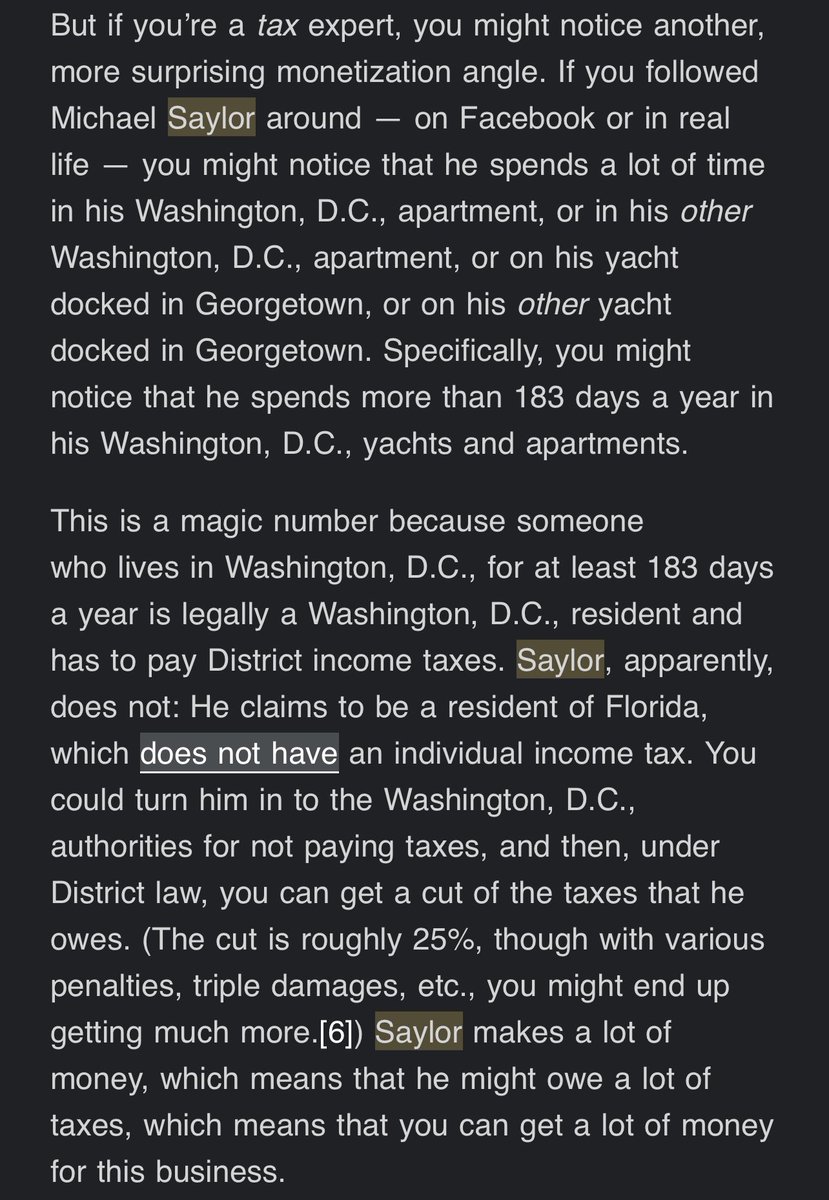 But if you’re a tax expert, you might notice another,
more surprising monetization angle. If you followed
Michael Saylor around — on Facebook or in real
life — you might notice that he spends a lot of time
in his Washington, D.C., apartment, or in his other
Washington, D.C., apartment, or on his yacht
docked in Georgetown, or on his other yacht
docked in Georgetown. Specifically, you might
notice that he spends more than 183 days a year in
his Washington, D.C., yachts and apartments.
This is a magic number because someone
who lives in Washington, D.C., for at least 183 days
a year is legally a Washington, D.C., resident and
has to pay District income taxes. Saylor, apparently,
does not: He claims to be a resident of Florida,
which does not have an individual income tax. You
could turn him in to the Washington, D.C.,
authorities for not paying taxes, and then, under
District law, you can get a cut of the taxes that he
owes. (The cut is roughly 25%, though with various
penalties, triple damages, etc., you might end up
getting much more.[6]) Saylor makes a lot of
money, which means that he might owe a lot of
taxes, which means that you can get a lot of money
for this business.